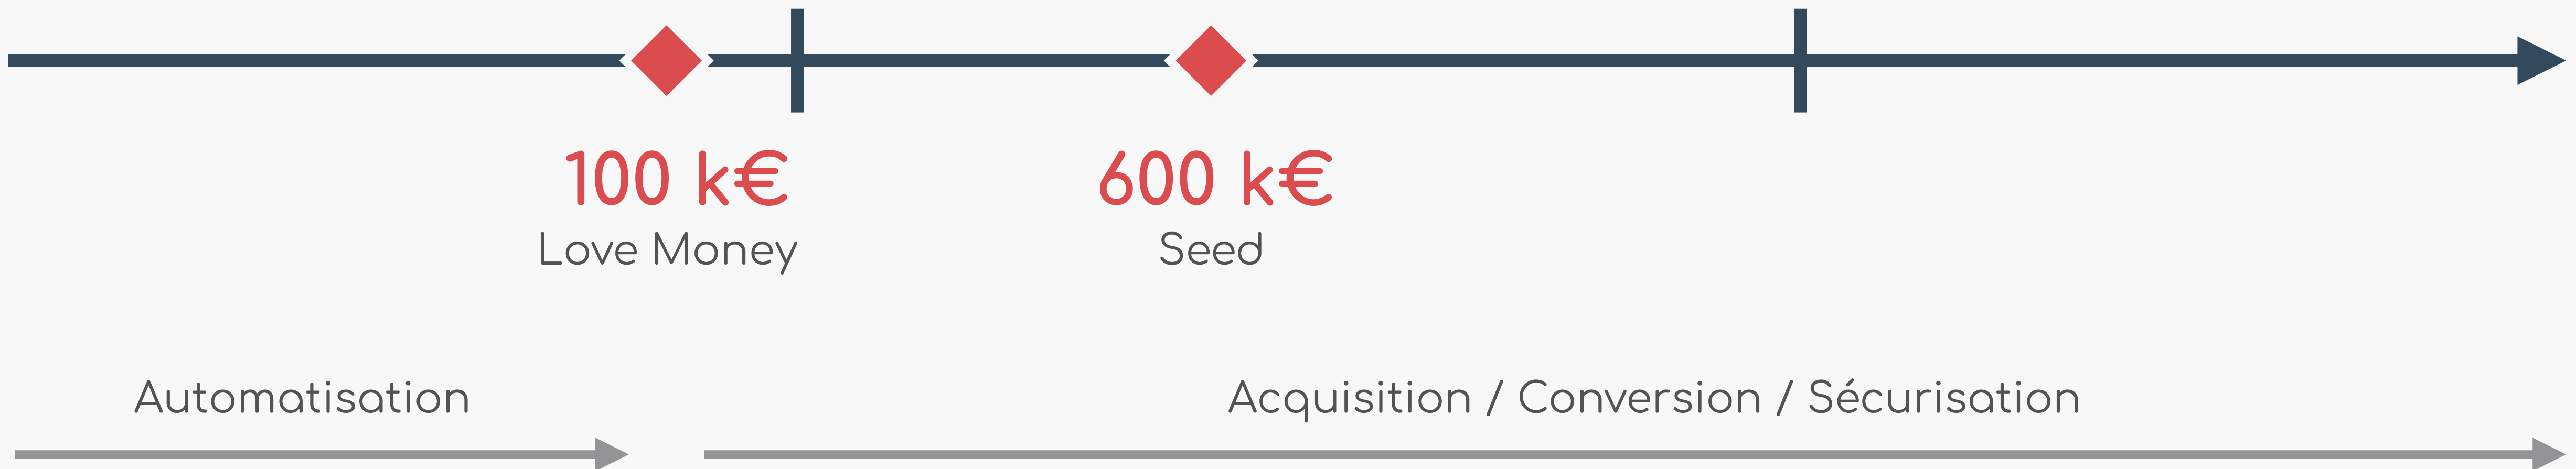 100 k€
600 k€
Love Money
Seed
Automatisation
Acquisition / Conversion / Sécurisation